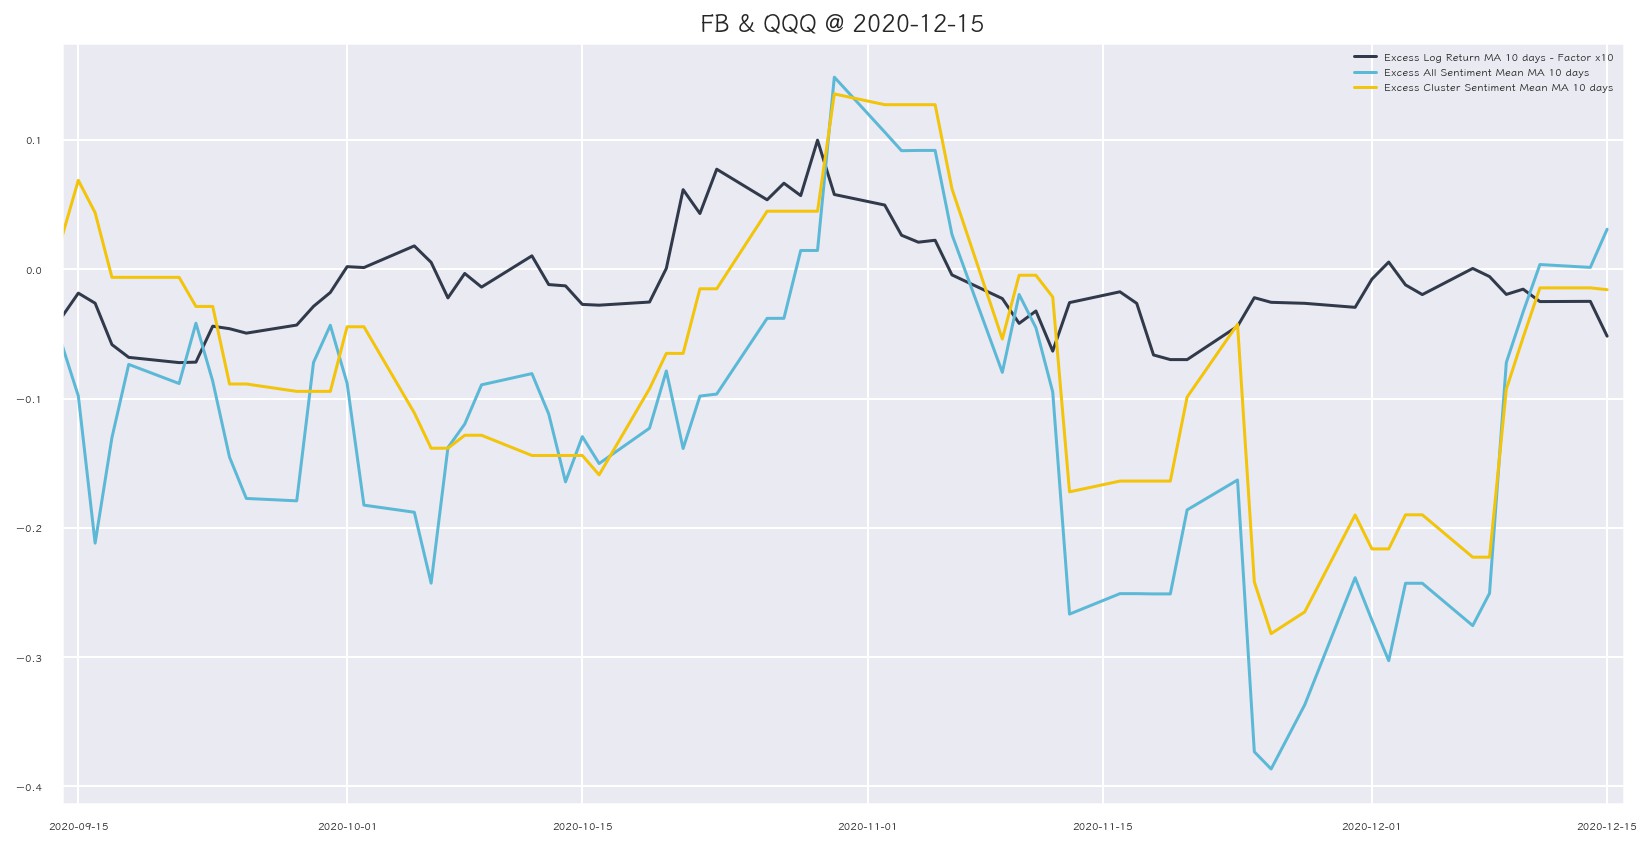 FB & QQQ @ 2020-12-15
Excess Log Return MA 10 days - Factor x10
Excess All Sentiment Mean MA 10 days
Excess Cluster Sentiment Mean MA 10 days
0.1
0.0
−0.1
−0.2
−0.3
−0.4
2020-09-15 2020-10-01 2020-10-15 2020-11-01 2020-11-15 2020-12-01 2020-12-15